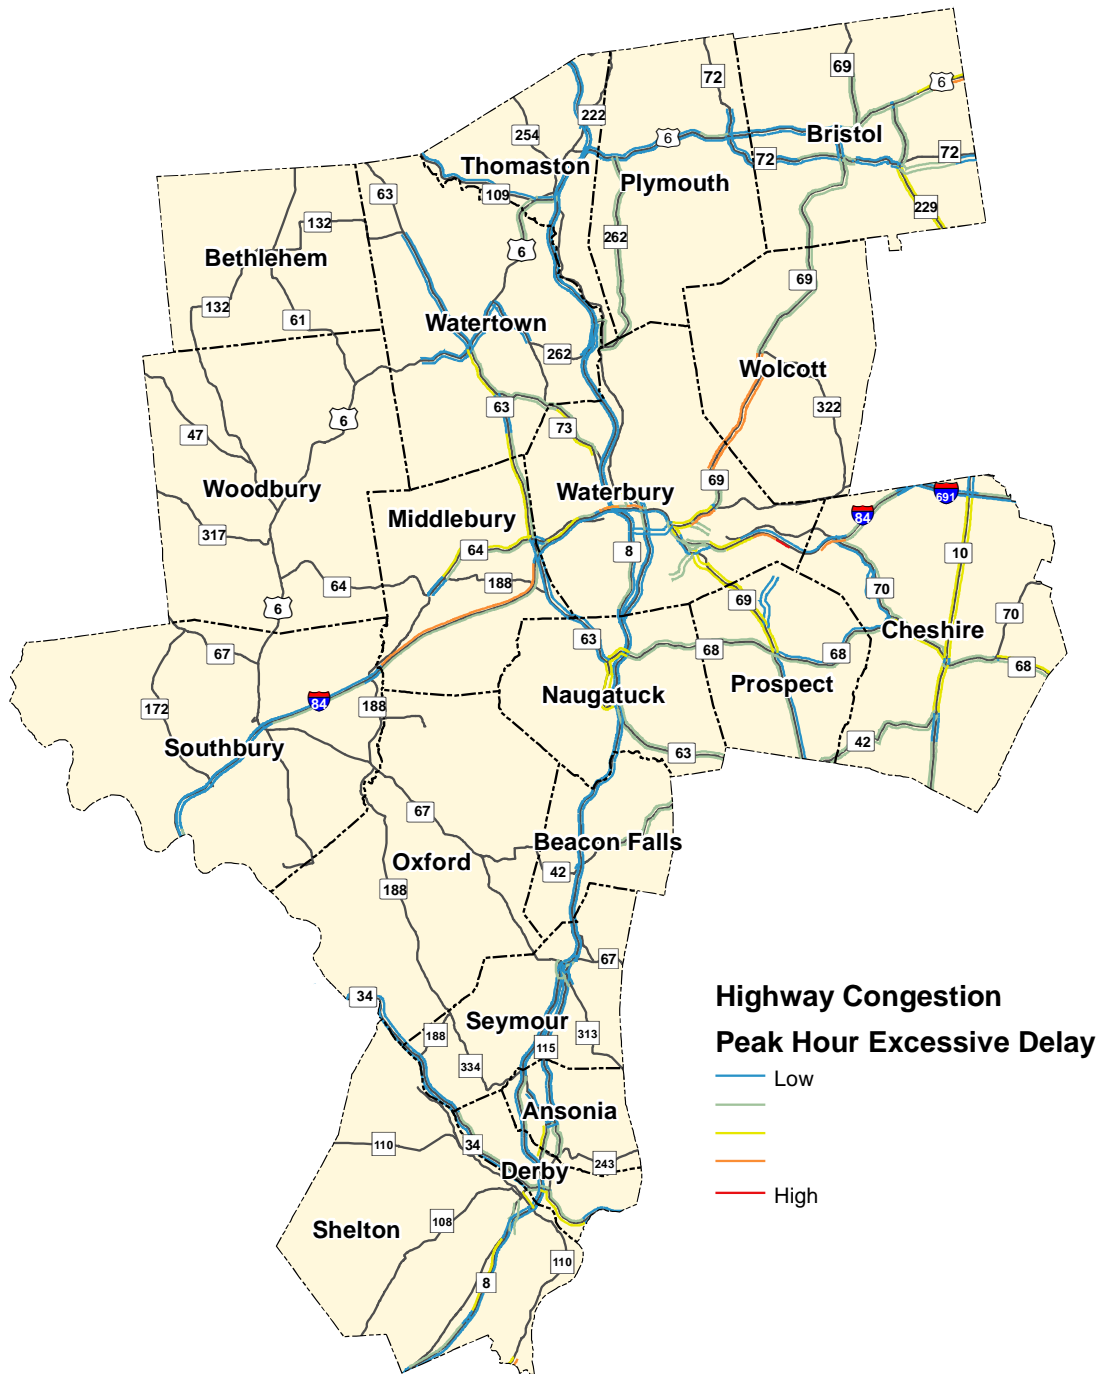 69
72
6
222
254
6
Bristol
Thomaston
72
72
Plymouth
63
109
229
132
262
6
Bethlehem
69
132
61
Watertown
262
Wolcott
63
322
6
73
47
69
Woodbury
Waterbury
691
Middlebury
84
317
64
8
10
188
64
70
69
6
70
Cheshire
63
67
68
68
68
Prospect
Naugatuck
84
188
172
42
Southbury
63
67
Beacon Falls
Oxford
42
188
67
34
Highway Congestion
Seymour
188
313
Peak Hour Excessive Delay
115
334
Low
Ansonia
110
34
243
Derby
High
108
Shelton
110
8